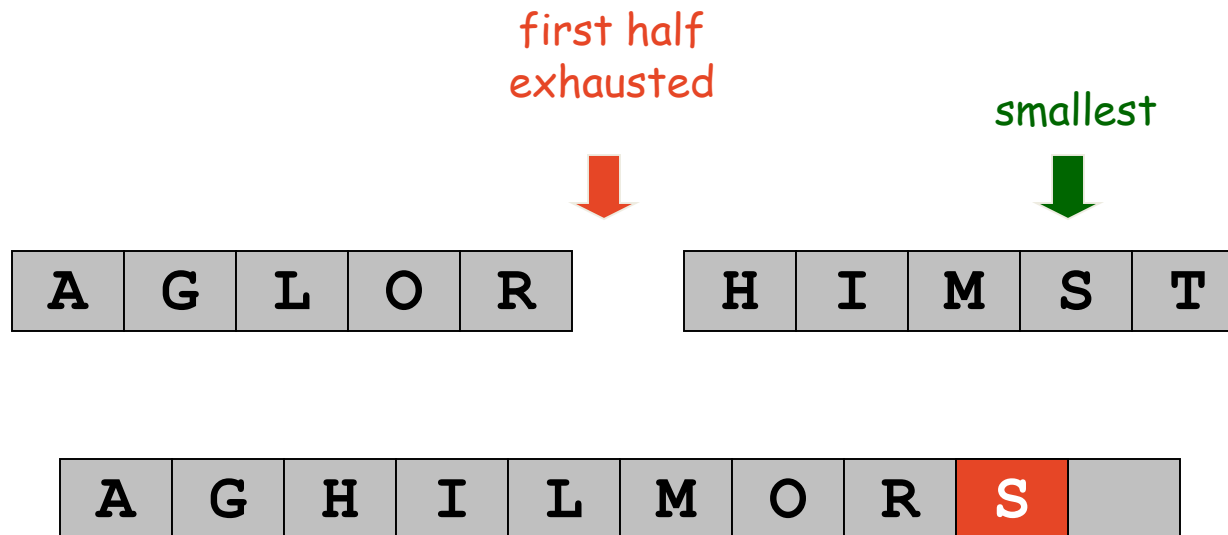 first half
exhausted
smallest
A G L O R H I M S T
A G H I L M O R S